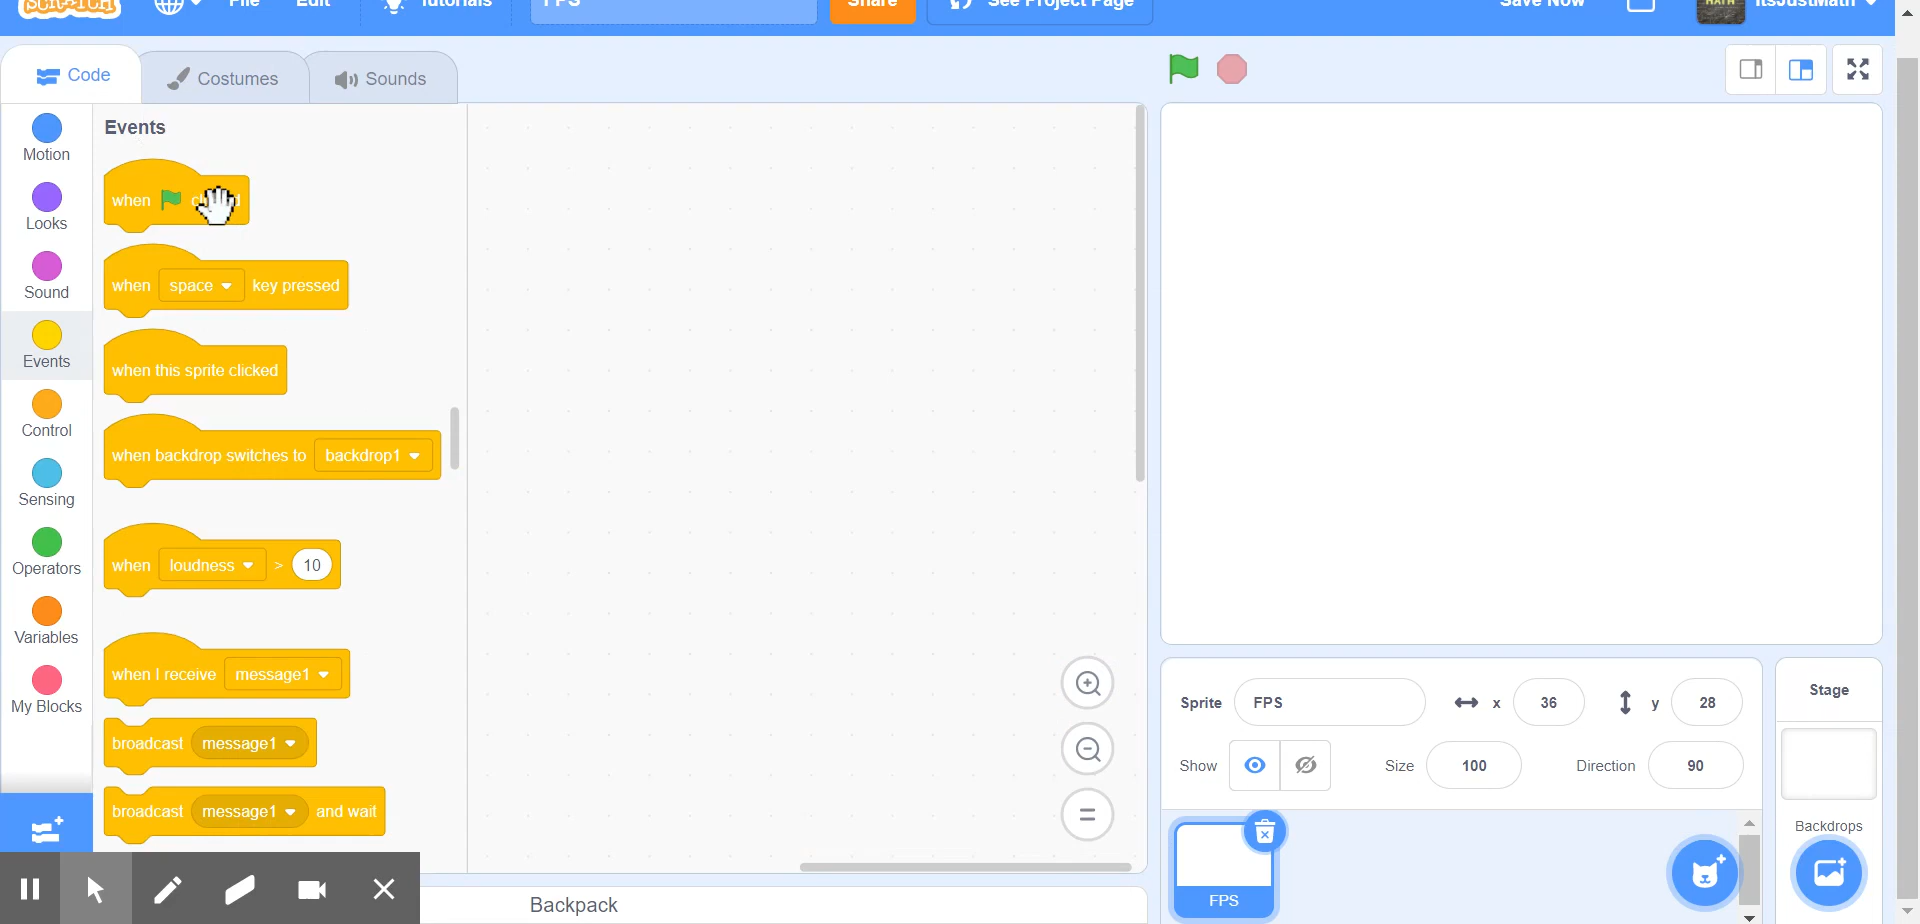 SCRATCH
File
Edit
Tutorials
FPS
Share
See Project Page
Save Now
ItsJustMath
Code
Costumes
Sounds
Motion
Looks
Sound
Events
Control
Sensing
Operators
Variables
My Blocks
Events
when
when space key pressed
when this sprite clicked
when backdrop switches to backdrop1
when loudness > 10
when I receive message1
broadcast message1
broadcast message1 and wait
Backpack
Sprite FPS x 36 y 28
Show Size 100 Direction 90
FPS
Stage
Backdrops